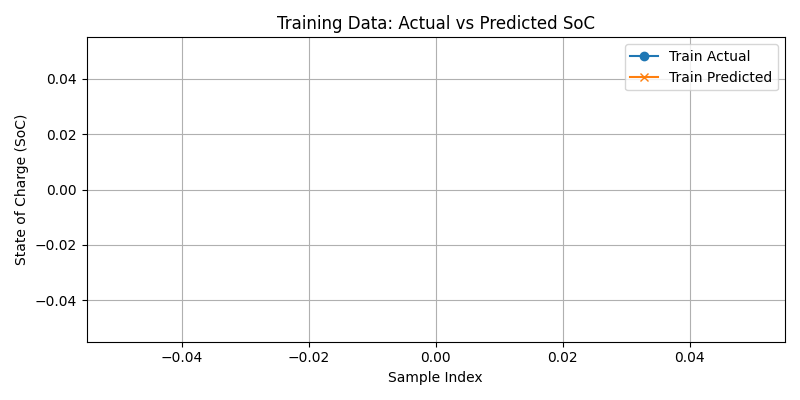 Training Data: Actual vs Predicted SoC
Train Actual
Train Predicted
State of Charge (SoC)
0.04
0.02
0.00
−0.02
−0.04
−0.04
−0.02
0.00
0.02
0.04
Sample Index